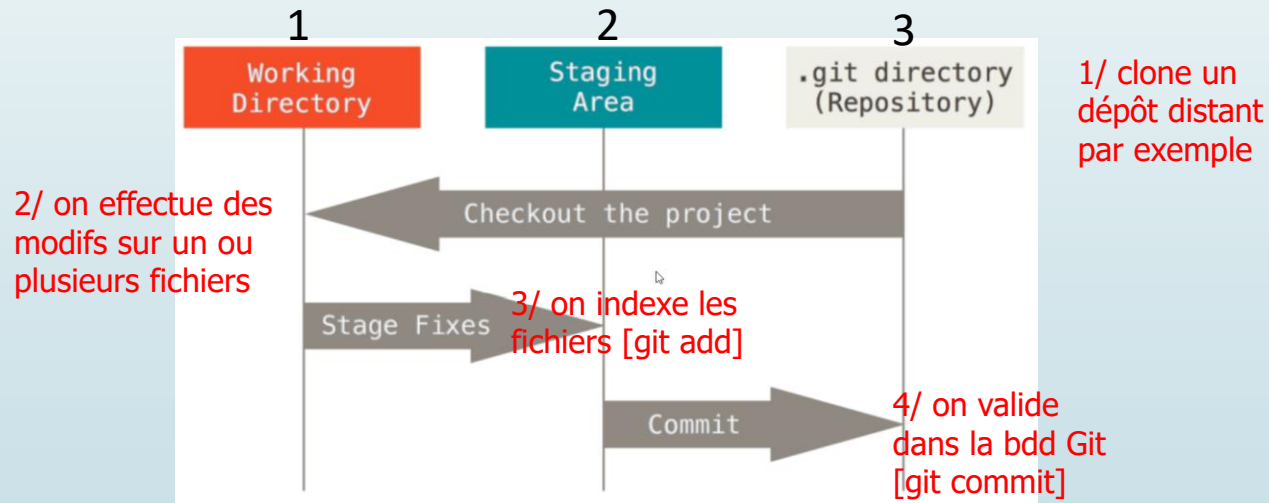 1
2
3
Working
Directory
Staging
Area
.git directory
(Repository)
1/ clone un
dépôt distant
par exemple
2/ on effectue des
modifs sur un ou
plusieurs fichiers
Checkout the project
Stage Fixes
3/ on indexe les
fichiers [git add]
Commit
4/ on valide
dans la bdd Git
[git commit]